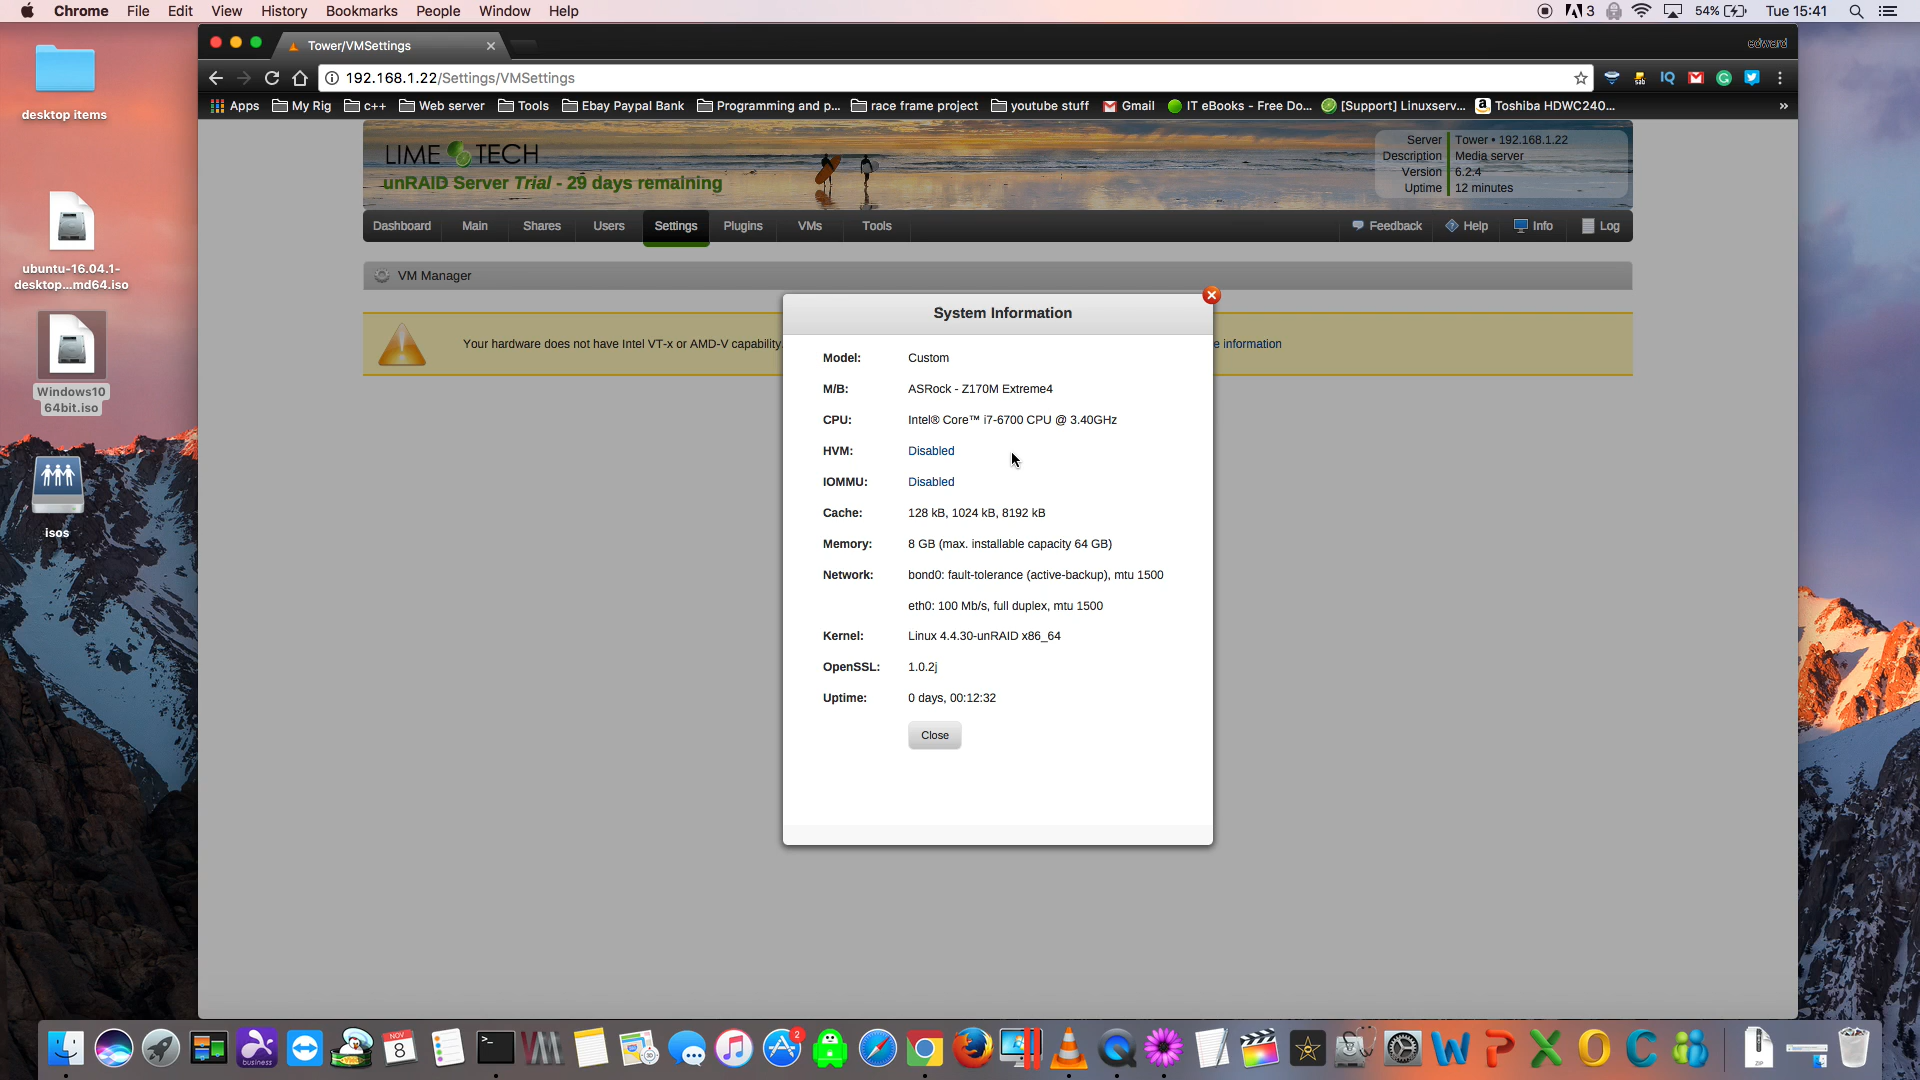 Chrome File Edit View History Bookmarks People Window Help
3 54% Tue 15:41
desktop items
ubuntu-16.04.1-
desktop...md64.iso
Windows10
64bit.iso
isos
Tower/VMSettings
edward
192.168.1.22/Settings/VMSettings
Apps My Rig c++ Web server Tools Ebay Paypal Bank Programming and p... race frame project youtube stuff Gmail IT eBooks - Free Do... [Support] Linuxserv... Toshiba HDWC240... »
LIME TECH
unRAID Server Trial - 29 days remaining
Server Tower • 192.168.1.22
Description Media server
Version 6.2.4
Uptime 12 minutes
Dashboard Main Shares Users Settings Plugins VMs Tools Feedback Help Info Log
VM Manager
Your hardware does not have Intel VT-x or AMD-V capability
e information
System Information
Model: Custom
M/B: ASRock - Z170M Extreme4
CPU: Intel® Core™ i7-6700 CPU @ 3.40GHz
HVM: Disabled
IOMMU: Disabled
Cache: 128 kB, 1024 kB, 8192 kB
Memory: 8 GB (max. installable capacity 64 GB)
Network: bond0: fault-tolerance (active-backup), mtu 1500
eth0: 100 Mb/s, full duplex, mtu 1500
Kernel: Linux 4.4.30-unRAID x86_64
OpenSSL: 1.0.2j
Uptime: 0 days, 00:12:32
Close
business
NOV
8
2